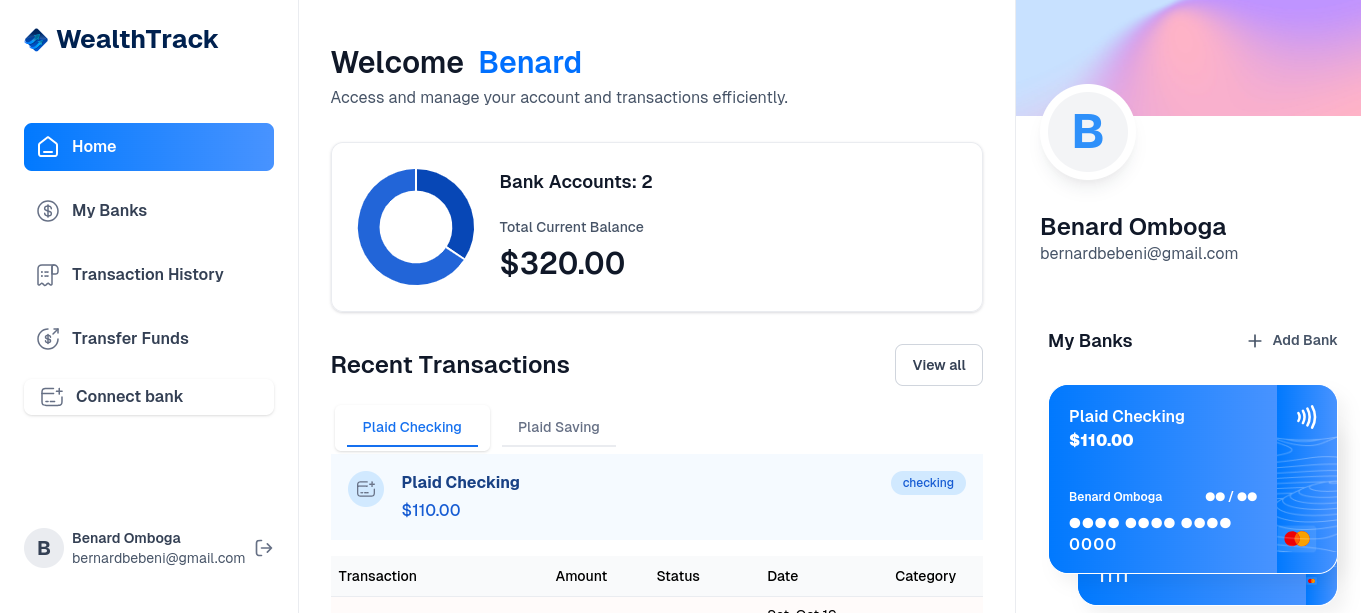 WealthTrack
Home
My Banks
Transaction History
Transfer Funds
Connect bank
B
Benard Omboga
bernardbebeni@gmail.com
Welcome Benard
Access and manage your account and transactions efficiently.
Bank Accounts: 2
Total Current Balance
$320.00
Recent Transactions
View all
Plaid Checking
Plaid Saving
Plaid Checking
$110.00
checking
Transaction Amount Status Date Category
B
Benard Omboga
bernardbebeni@gmail.com
My Banks
Add Bank
Plaid Checking
$110.00
Benard Omboga ●● / ●●
●●●● ●●●● ●●●●
0000